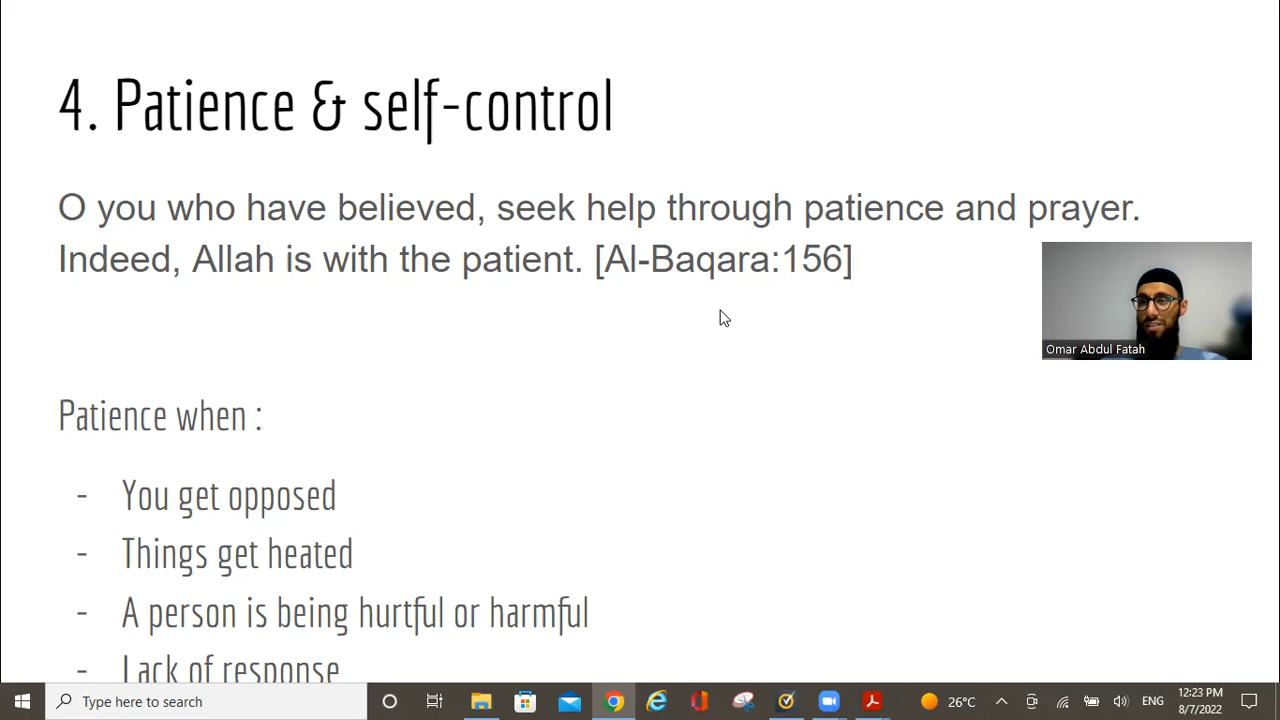 4. Patience & self-control
O you who have believed, seek help through patience and prayer.
Indeed, Allah is with the patient. [Al-Baqara:156]
Omar Abdul Fatah
Patience when :
- You get opposed
- Things get heated
- A person is being hurtful or harmful
- Lack of response
Type here to search
26°C
ENG
12:23 PM
8/7/2022